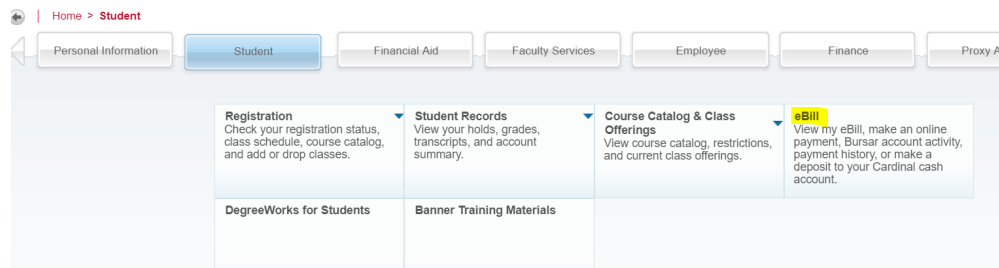 Home > Student
Personal Information
Student
Financial Aid
Faculty Services
Employee
Finance
Proxy A
Registration
Check your registration status,
class schedule, course catalog,
and add or drop classes.
Student Records
View your holds, grades,
transcripts, and account
summary.
Course Catalog & Class
Offerings
View course catalog, restrictions,
and current class offerings.
eBill
View my eBill, make an online
payment, Bursar account activity,
payment history, or make a
deposit to your Cardinal cash
account.
DegreeWorks for Students
Banner Training Materials